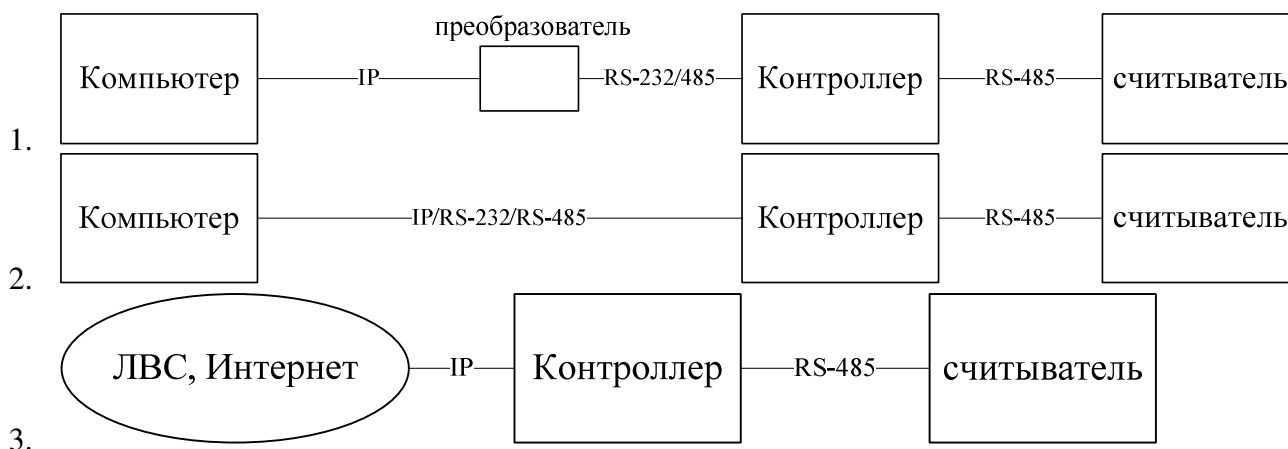 преобразователь
Компьютер IP RS-232/485 Контроллер RS-485 считыватель
1.
Компьютер IP/RS-232/RS-485 Контроллер RS-485 считыватель
2.
ЛВС, Интернет IP Контроллер RS-485 считыватель
3.